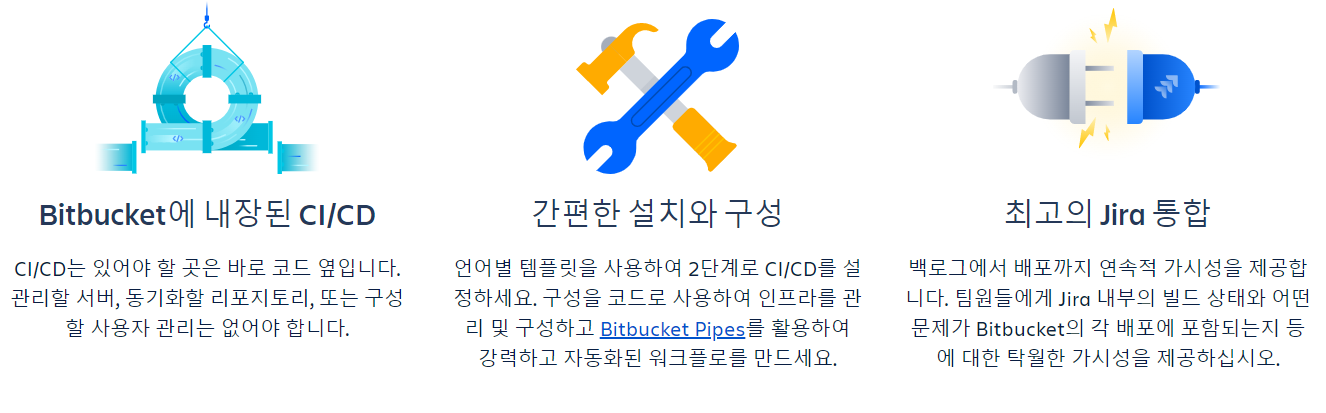 Bitbucket에 내장된 CI/CD
CI/CD는 있어야 할 곳은 바로 코드 옆입니다.
관리할 서버, 동기화할 리포지토리, 또는 구성
할 사용자 관리는 없어야 합니다.
간편한 설치와 구성
언어별 템플릿을 사용하여 2단계로 CI/CD를 설
정하세요. 구성을 코드로 사용하여 인프라를 관
리 및 구성하고 Bitbucket Pipes를 활용하여
강력하고 자동화된 워크플로를 만드세요.
최고의 Jira 통합
백로그에서 배포까지 연속적 가시성을 제공합
니다. 팀원들에게 Jira 내부의 빌드 상태와 어떤
문제가 Bitbucket의 각 배포에 포함되는지 등
에 대한 탁월한 가시성을 제공하십시오.